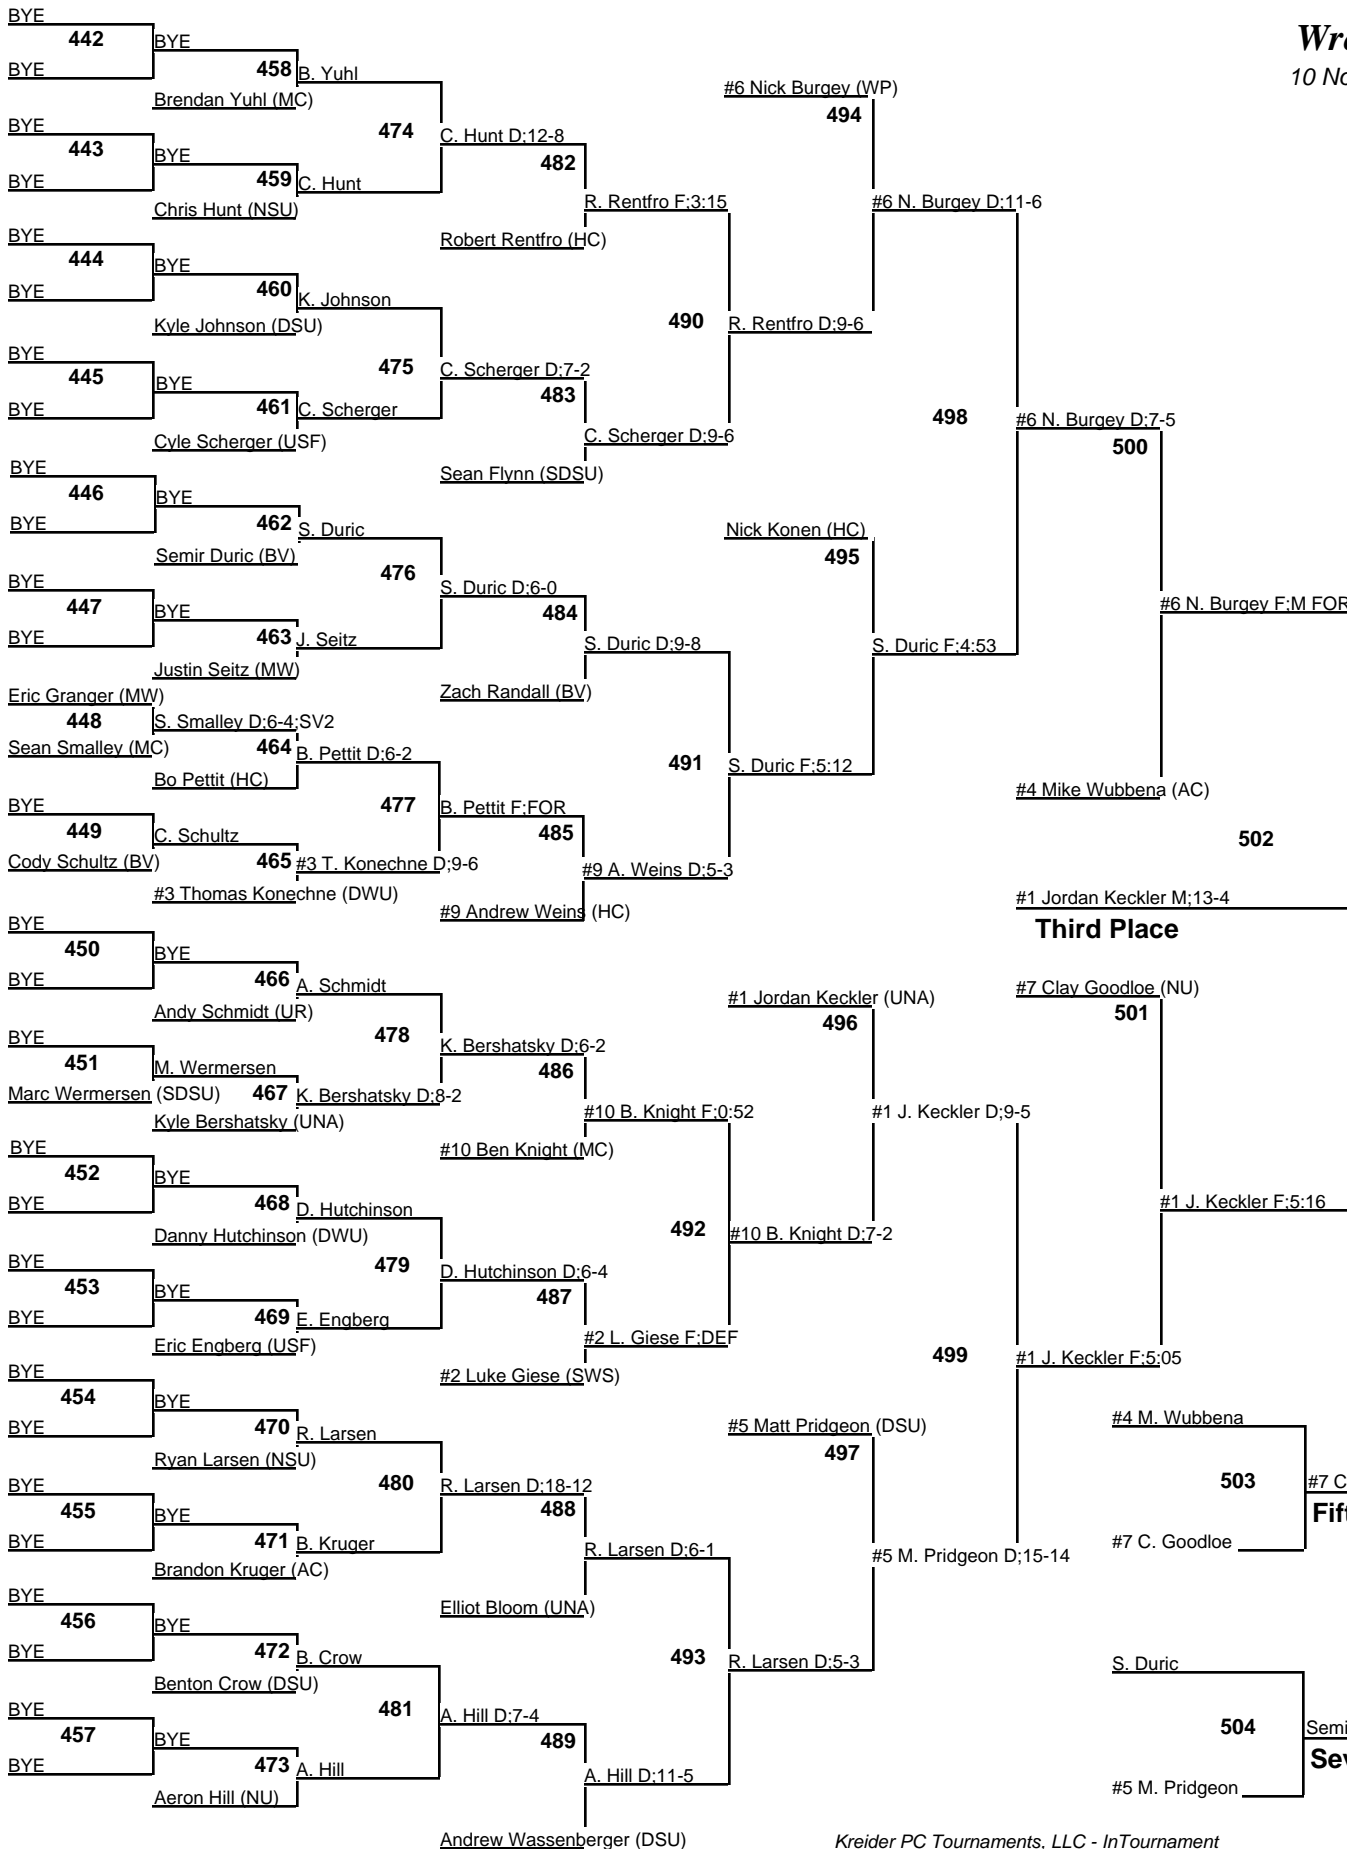 BYE
442
BYE
BYE
458
B. Yuhl
Brendan Yuhl (MC)
474
C. Hunt D;12-8
482
BYE
443
BYE
BYE
459
C. Hunt
Chris Hunt (NSU)
R. Rentfro F;3:15
Robert Rentfro (HC)
BYE
444
BYE
BYE
460
K. Johnson
Kyle Johnson (DSU)
490
R. Rentfro D;9-6
BYE
445
BYE
BYE
461
C. Scherger
Cyle Scherger (USF)
475
C. Scherger D;7-2
483
C. Scherger D;9-6
Sean Flynn (SDSU)
#6 Nick Burgey (WP)
494
#6 N. Burgey D;11-6
498
#6 N. Burgey D;7-5
500
BYE
446
BYE
BYE
462
S. Duric
Semir Duric (BV)
476
S. Duric D;6-0
484
BYE
447
BYE
BYE
463
J. Seitz
Justin Seitz (MW)
S. Duric D;9-8
Zach Randall (BV)
Nick Konen (HC)
495
S. Duric F;4:53
#6 N. Burgey F;M FOR
Eric Granger (MW)
448
S. Smalley D;6-4;SV2
Sean Smalley (MC)
464
B. Pettit D;6-2
Bo Pettit (HC)
491
S. Duric F;5:12
477
B. Pettit F;FOR
485
BYE
449
C. Schultz
Cody Schultz (BV)
465
#3 T. Konechne D;9-6
#3 Thomas Konechne (DWU)
#9 A. Weins D;5-3
#9 Andrew Weins (HC)
#4 Mike Wubbena (AC)
502
#1 Jordan Keckler M;13-4
Third Place
BYE
450
BYE
BYE
466
A. Schmidt
Andy Schmidt (UR)
478
K. Bershatsky D;6-2
486
BYE
451
M. Wermersen
Marc Wermersen (SDSU)
467
K. Bershatsky D;8-2
Kyle Bershatsky (UNA)
#10 B. Knight F;0:52
#10 Ben Knight (MC)
#1 Jordan Keckler (UNA)
496
#1 J. Keckler D;9-5
#7 Clay Goodloe (NU)
501
#1 J. Keckler F;5:16
BYE
452
BYE
BYE
468
D. Hutchinson
Danny Hutchinson (DWU)
492
#10 B. Knight D;7-2
479
D. Hutchinson D;6-4
487
BYE
453
BYE
BYE
469
E. Engberg
Eric Engberg (USF)
#2 L. Giese F;DEF
#2 Luke Giese (SWS)
499
#1 J. Keckler F;5:05
BYE
454
BYE
BYE
470
R. Larsen
Ryan Larsen (NSU)
480
R. Larsen D;18-12
488
BYE
455
BYE
BYE
471
B. Kruger
Brandon Kruger (AC)
R. Larsen D;6-1
Elliot Bloom (UNA)
#5 Matt Pridgeon (DSU)
497
#5 M. Pridgeon D;15-14
#4 M. Wubbena
503
#7 C
Fif
#7 C. Goodloe
BYE
456
BYE
BYE
472
B. Crow
Benton Crow (DSU)
493
R. Larsen D;5-3
481
A. Hill D;7-4
489
BYE
457
BYE
BYE
473
A. Hill
Aeron Hill (NU)
A. Hill D;11-5
Andrew Wassenberger (DSU)
S. Duric
504
Semi
Sev
#5 M. Pridgeon
Wre
10 No
Kreider PC Tournaments, LLC - InTournament